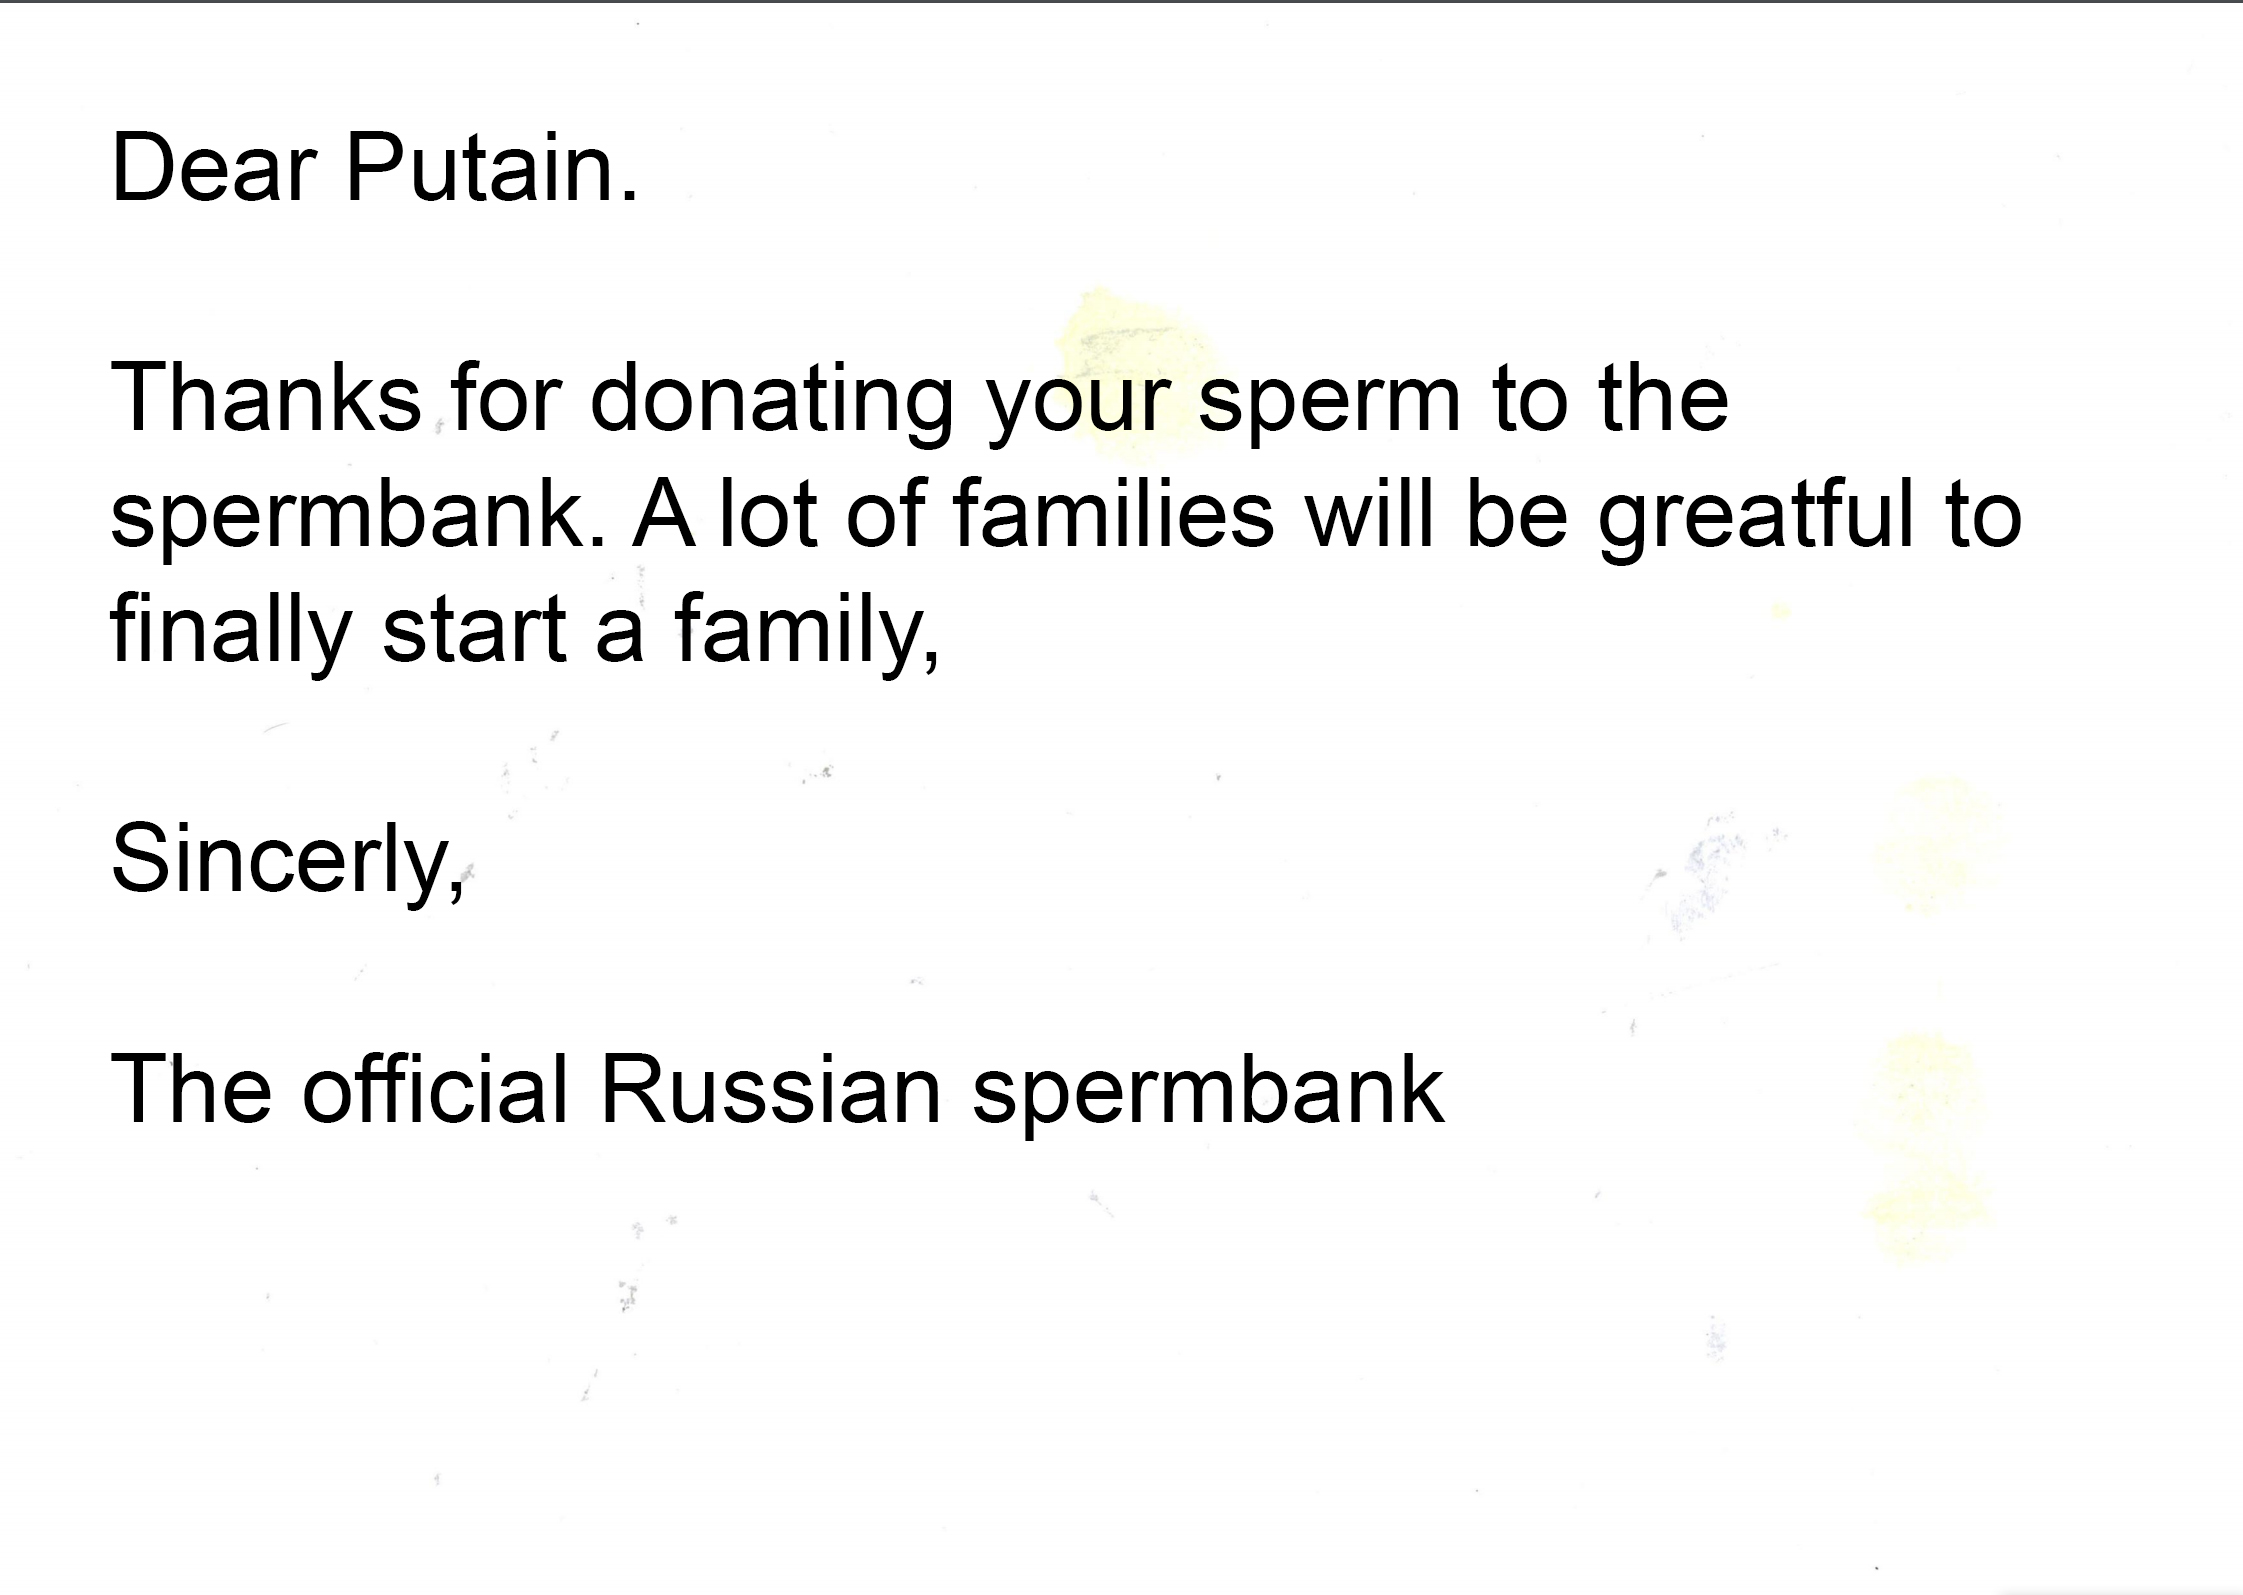 Dear Putain.
Thanks for donating your sperm to the
spermbank. A lot of families will be greatful to
finally start a family,
Sincerly,
The official Russian spermbank